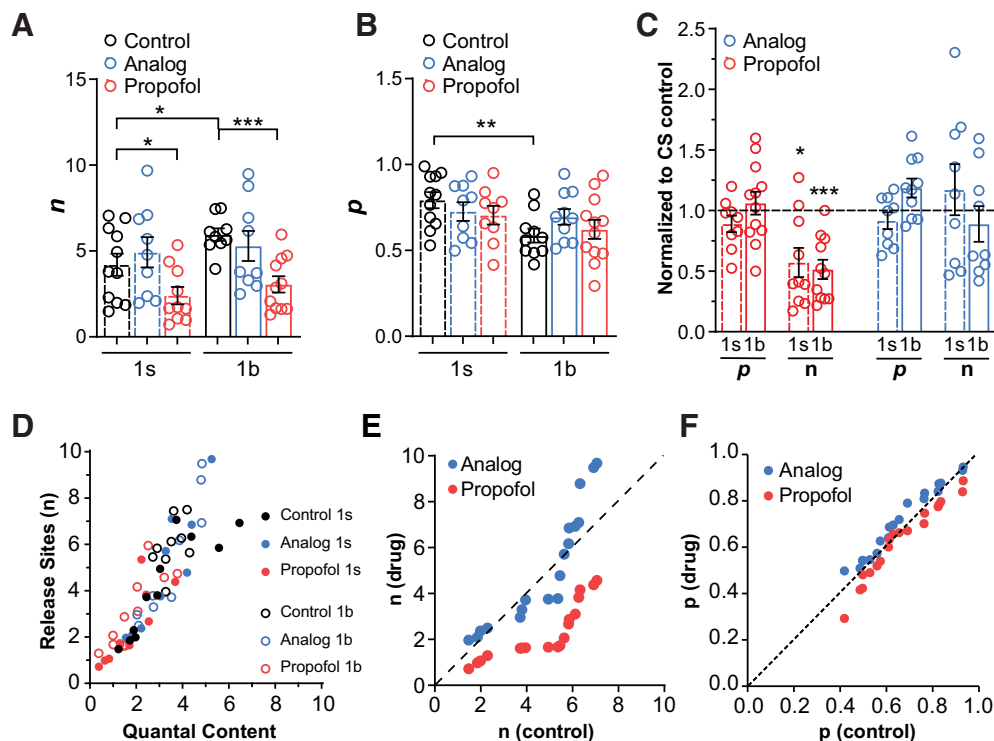 A
Control
Analog
Propofol
n
15
10
5
0
*
*
***
1s
1b
B
Control
Analog
Propofol
p
1.5
1.0
0.5
0.0
**
1s
1b
C
Analog
Propofol
Normalized to CS control
2.5
2.0
1.5
1.0
0.5
0.0
*
***
1s 1b 1s 1b 1s 1b 1s 1b
p n p n
D
Release Sites (n)
10
8
6
4
2
0
0 2 4 6 8 10
Quantal Content
Control 1s
Analog 1s
Propofol 1s
Control 1b
Analog 1b
Propofol 1b
E
Analog
Propofol
n (drug)
10
8
6
4
2
0
0 2 4 6 8 10
n (control)
F
Analog
Propofol
p (drug)
1.0
0.8
0.6
0.4
0.2
0.0
0.0 0.2 0.4 0.6 0.8 1.0
p (control)